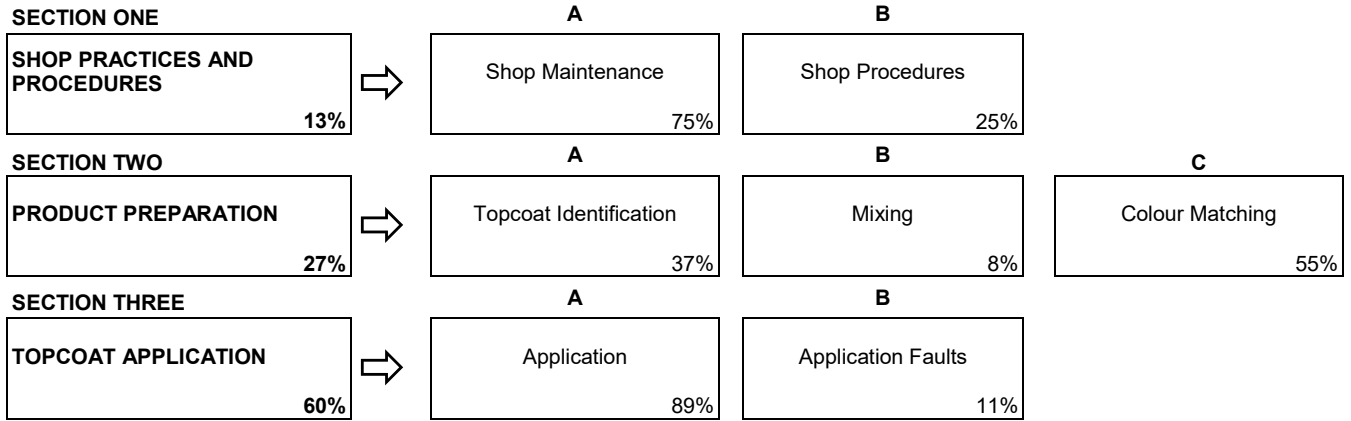 SECTION ONE
A
B
SHOP PRACTICES AND
PROCEDURES
13%
Shop Maintenance
75%
Shop Procedures
25%
SECTION TWO
A
B
C
PRODUCT PREPARATION
27%
Topcoat Identification
37%
Mixing
8%
Colour Matching
55%
SECTION THREE
A
B
TOPCOAT APPLICATION
60%
Application
89%
Application Faults
11%